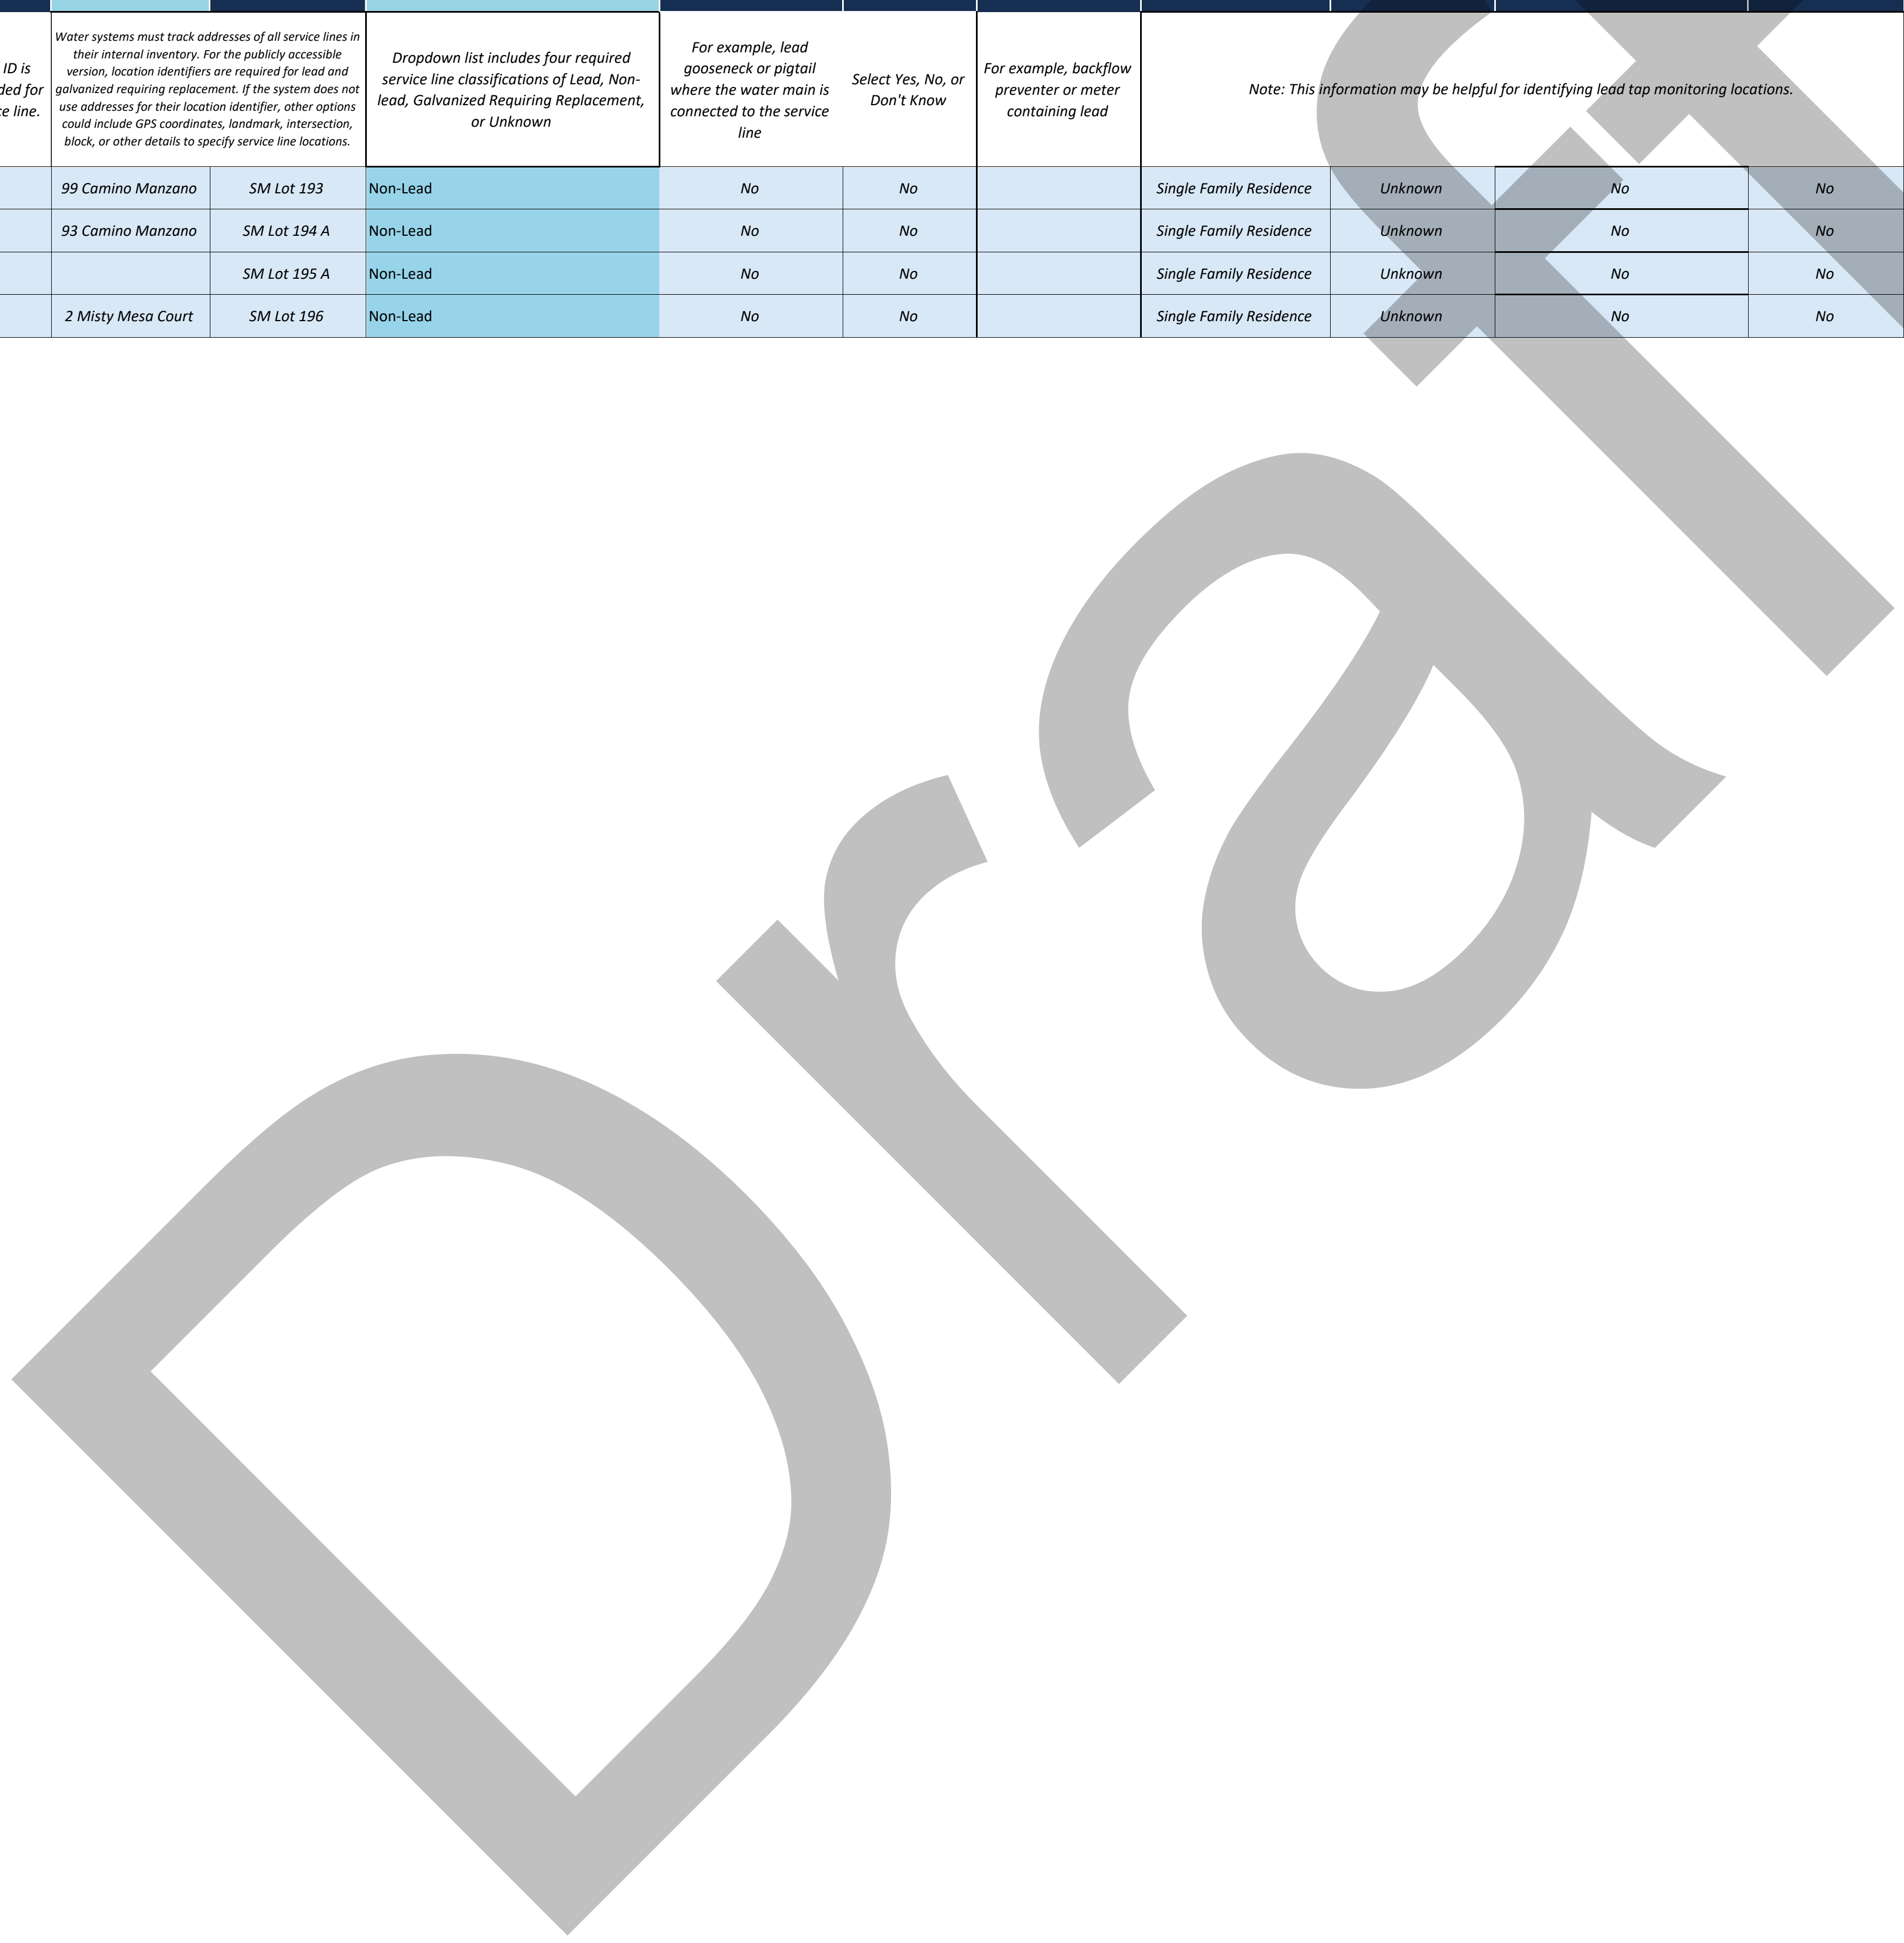 ID is
ded for
ce line.
Water systems must track addresses of all service lines in
their internal inventory. For the publicly accessible
version, location identifiers are required for lead and
galvanized requiring replacement. If the system does not
use addresses for their location identifier, other options
could include GPS coordinates, landmark, intersection,
block, or other details to specify service line locations.
Dropdown list includes four required
service line classifications of Lead, Non-
lead, Galvanized Requiring Replacement,
or Unknown
For example, lead
gooseneck or pigtail
where the water main is
connected to the service
line
Select Yes, No, or
Don't Know
For example, backflow
preventer or meter
containing lead
Note: This information may be helpful for identifying lead tap monitoring locations.
99 Camino Manzano SM Lot 193 Non-Lead No No Single Family Residence Unknown No No
93 Camino Manzano SM Lot 194 A Non-Lead No No Single Family Residence Unknown No No
SM Lot 195 A Non-Lead No No Single Family Residence Unknown No No
2 Misty Mesa Court SM Lot 196 Non-Lead No No Single Family Residence Unknown No No
Draft